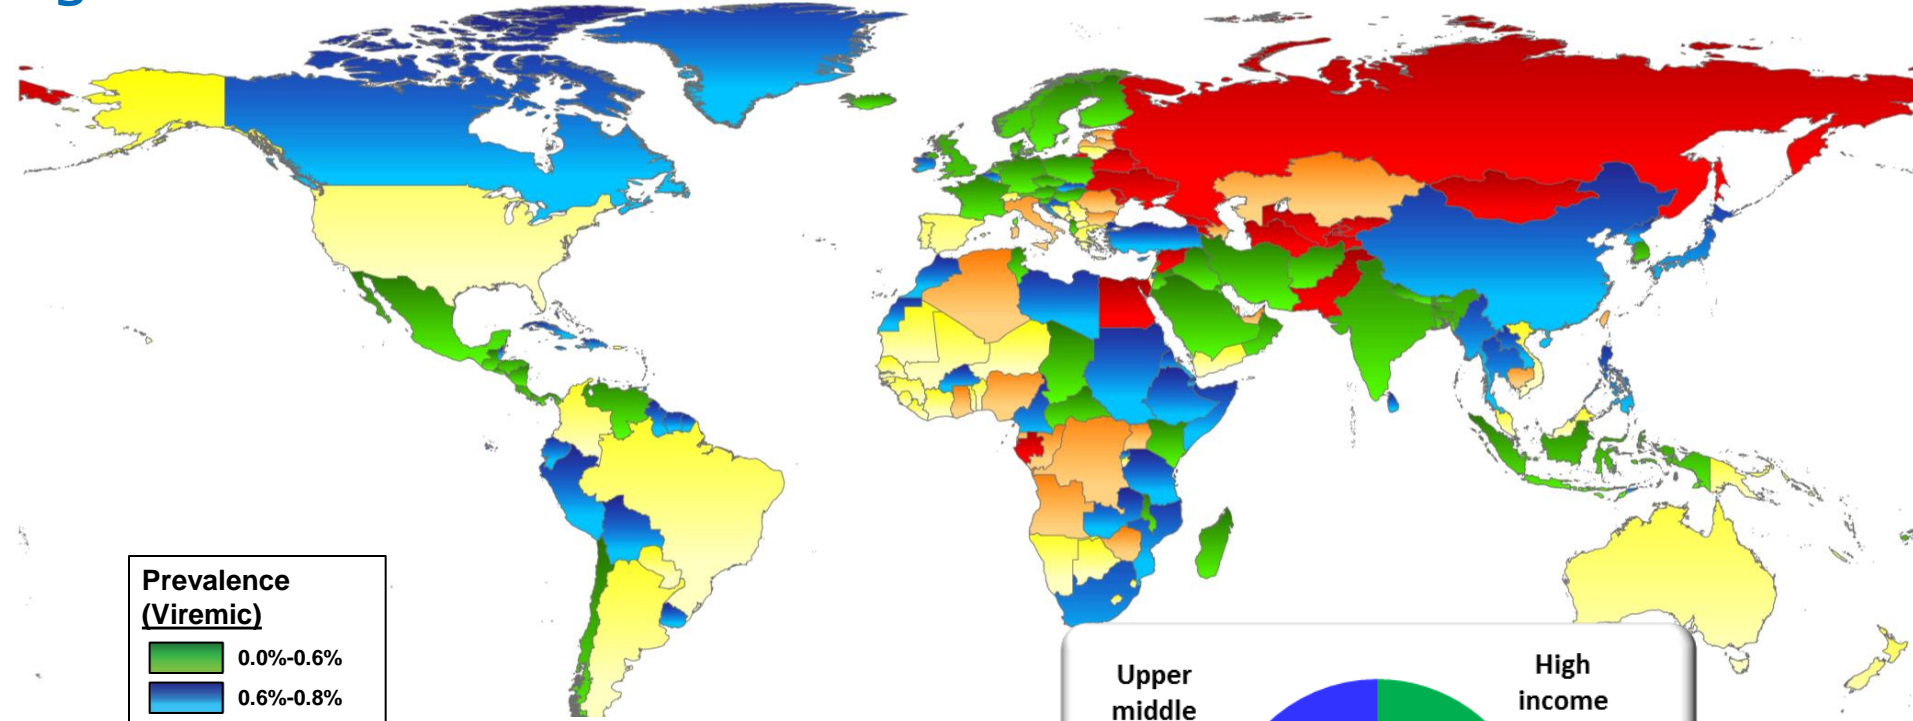 Prevalence
(Viremic)
0.0%-0.6%
0.6%-0.8%
Upper
middle
High
income